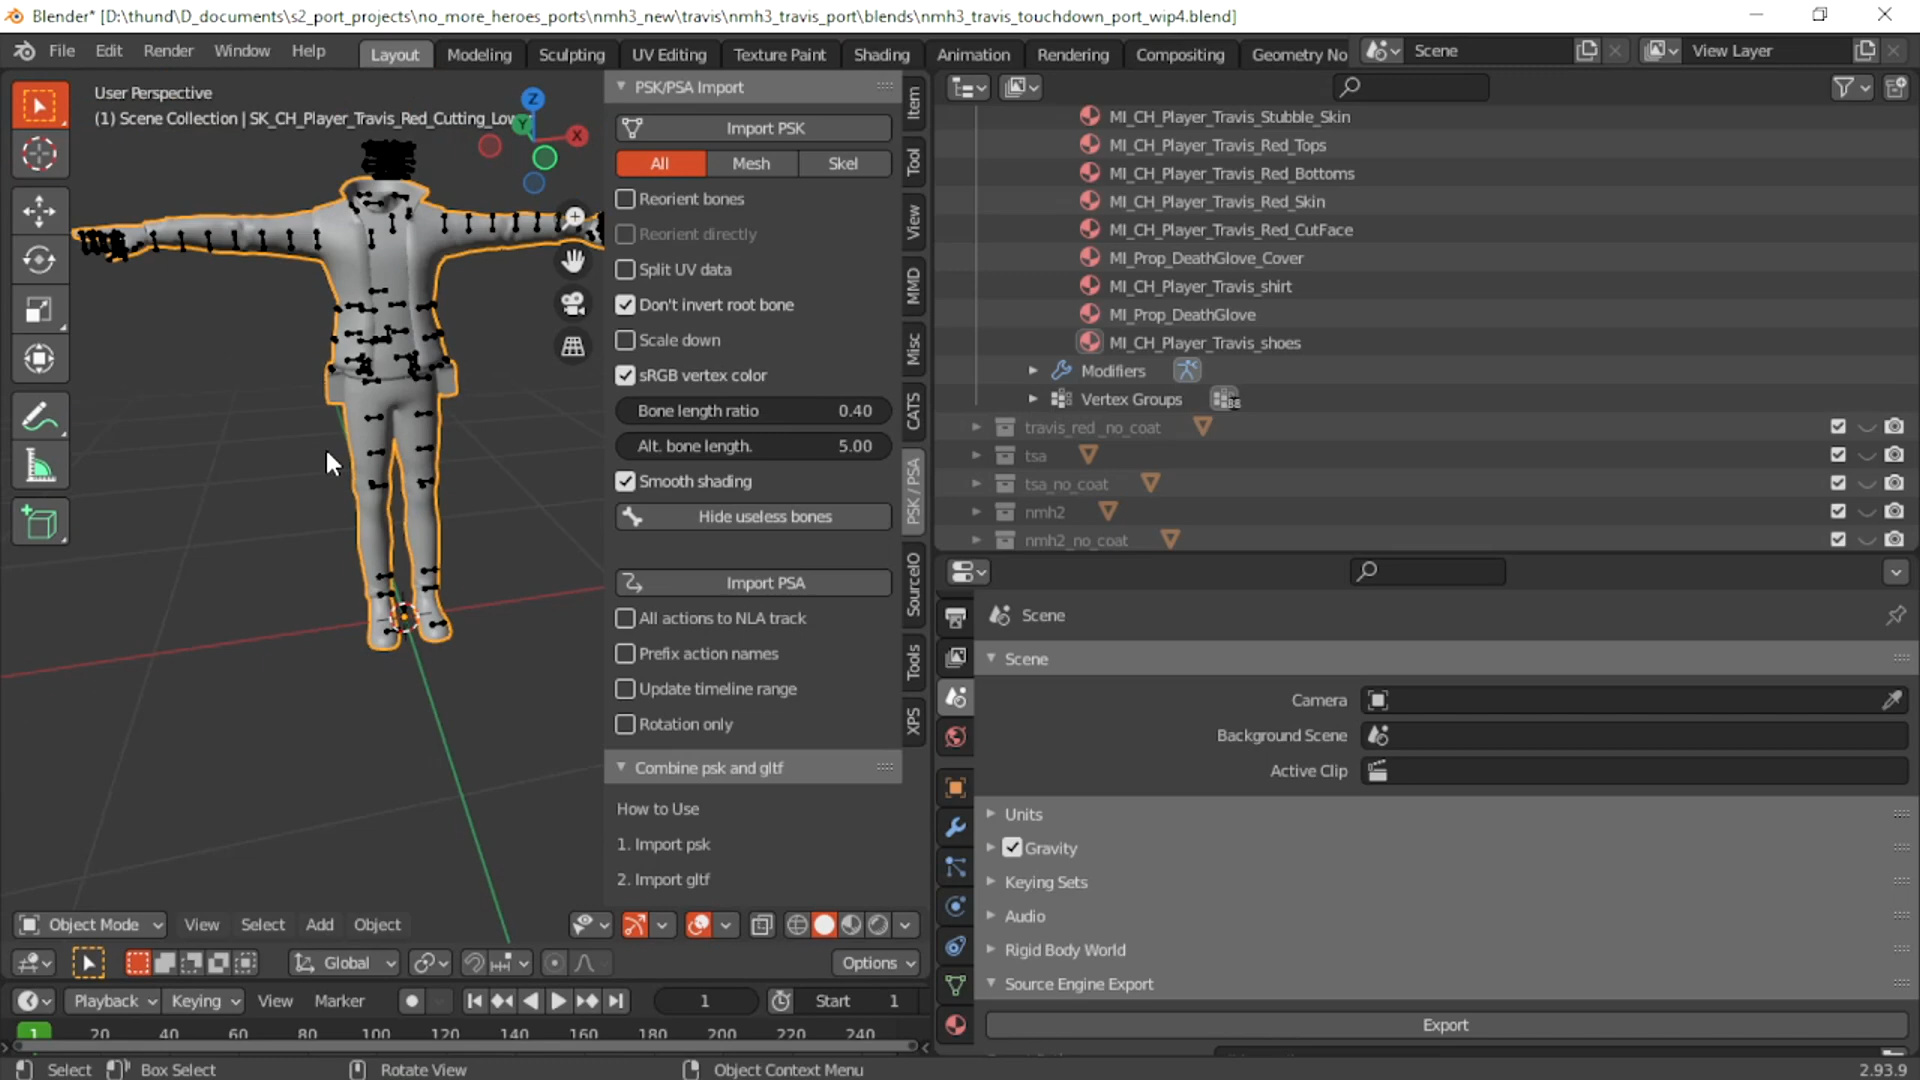 Blender* [D:\thund\D_documents\s2_port_projects\no_more_heroes_ports\nmh3_new\travis\nmh3_travis_port\blends\nmh3_travis_touchdown_port_wip4.blend]
File Edit Render Window Help Layout Modeling Sculpting UV Editing Texture Paint Shading Animation Rendering Compositing Geometry No Scene View Layer
User Perspective
(1) Scene Collection | SK_CH_Player_Travis_Red_Cutting_Low
Z
Y
X
PSK/PSA Import
Import PSK
All Mesh Skel
Reorient bones
Reorient directly
Split UV data
Don't invert root bone
Scale down
sRGB vertex color
Bone length ratio 0.40
Alt. bone length. 5.00
Smooth shading
Hide useless bones
Import PSA
All actions to NLA track
Prefix action names
Update timeline range
Rotation only
Combine psk and gltf
How to Use
1. Import psk
2. Import gltf
Item
Tool
View
MMD
Misc
CATS
PSK / PSA
SourceIO
Tools
XPS
MI_CH_Player_Travis_Stubble_Skin
MI_CH_Player_Travis_Red_Tops
MI_CH_Player_Travis_Red_Bottoms
MI_CH_Player_Travis_Red_Skin
MI_CH_Player_Travis_Red_CutFace
MI_Prop_DeathGlove_Cover
MI_CH_Player_Travis_shirt
MI_Prop_DeathGlove
MI_CH_Player_Travis_shoes
Modifiers
Vertex Groups
travis_red_no_coat
tsa
tsa_no_coat
nmh2
nmh2_no_coat
Scene
Scene
Camera
Background Scene
Active Clip
Units
Gravity
Keying Sets
Audio
Rigid Body World
Source Engine Export
Export
Object Mode View Select Add Object
Global Options
Playback Keying View Marker 1 Start 1
1 20 40 60 80 100 120 140 160 180 200 220 240
Select Box Select Rotate View Object Context Menu 2.93.9